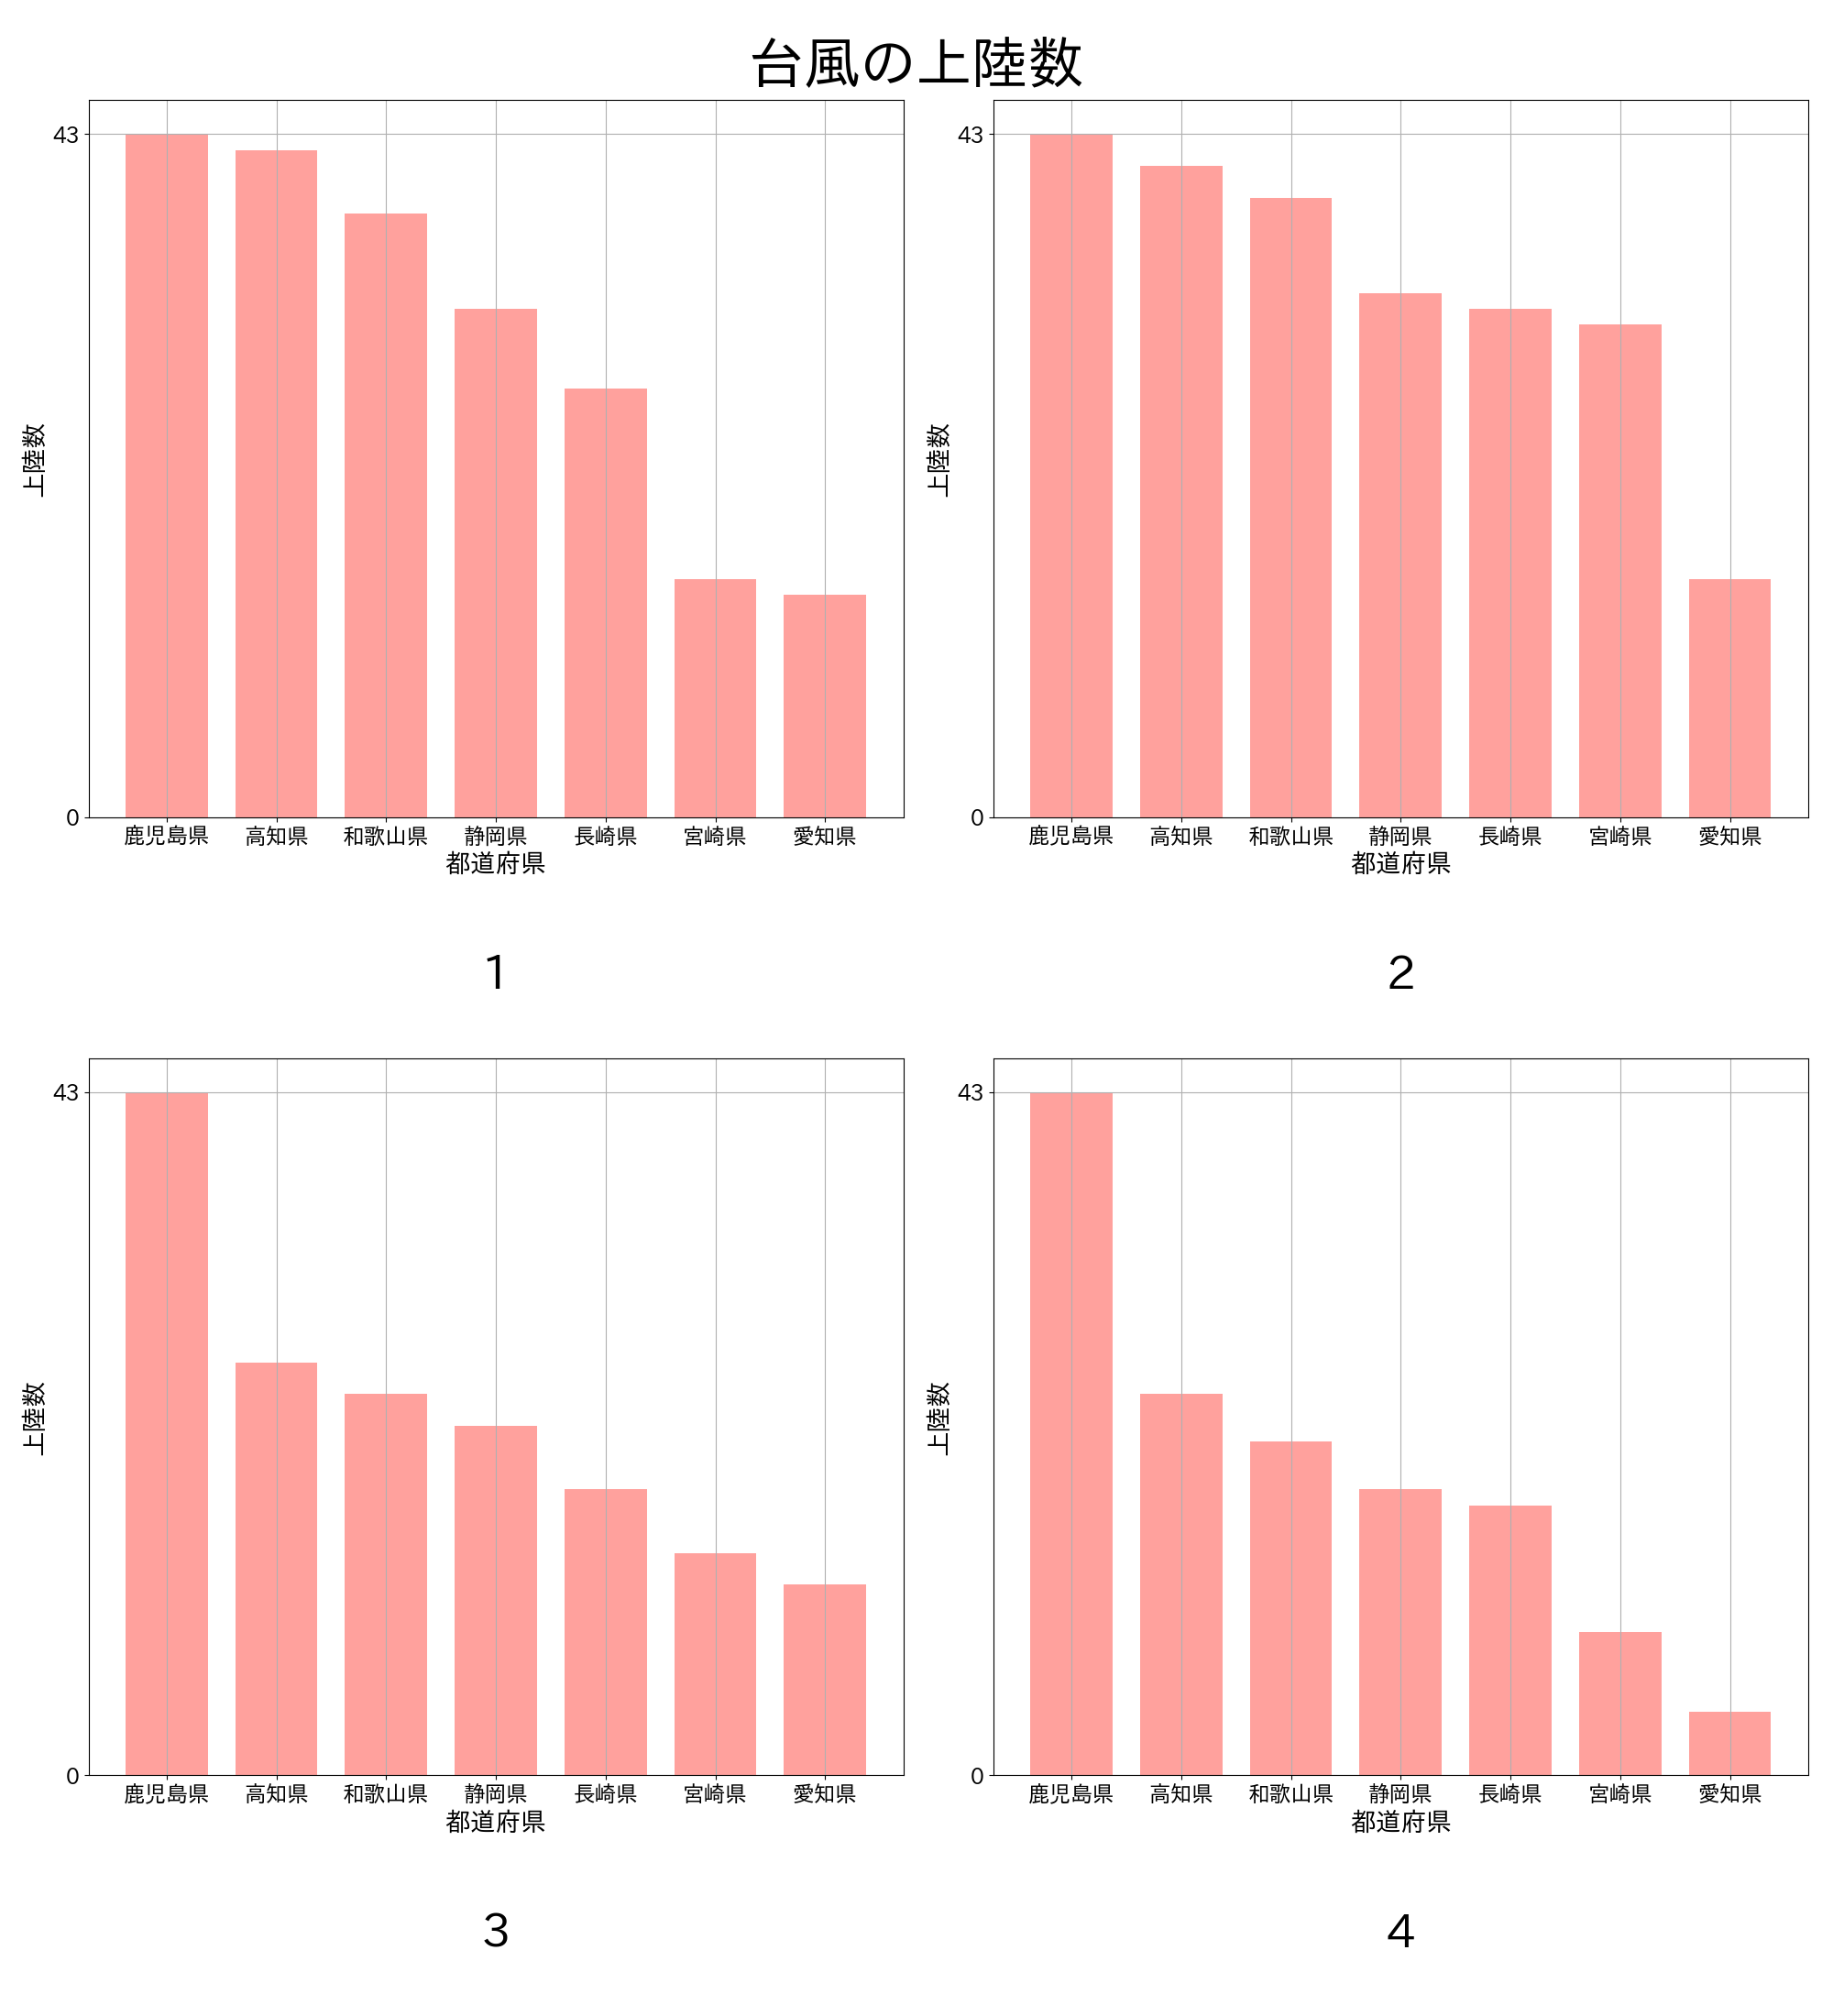 台風の上陸数
43
0
上陸数
鹿児島県 高知県 和歌山県 静岡県 長崎県 宮崎県 愛知県
都道府県
1
43
0
上陸数
鹿児島県 高知県 和歌山県 静岡県 長崎県 宮崎県 愛知県
都道府県
2
43
0
上陸数
鹿児島県 高知県 和歌山県 静岡県 長崎県 宮崎県 愛知県
都道府県
3
43
0
上陸数
鹿児島県 高知県 和歌山県 静岡県 長崎県 宮崎県 愛知県
都道府県
4